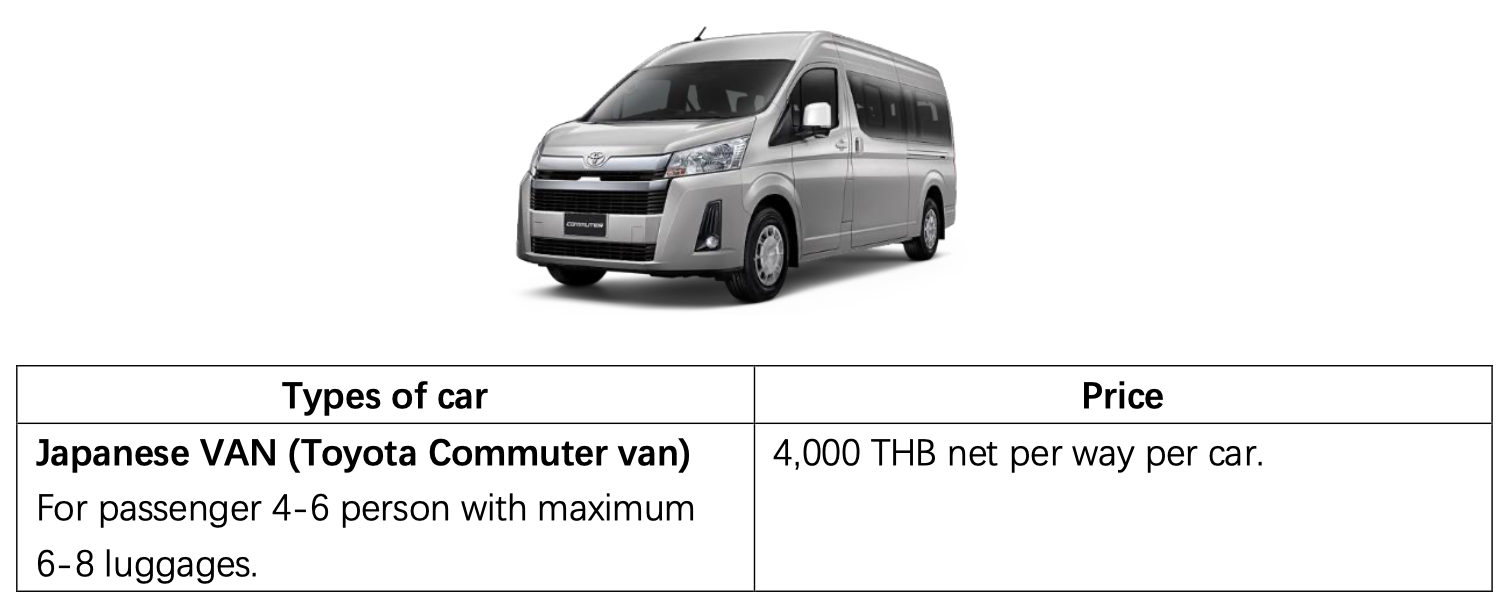 COMMUTER
Types of car
Price
Japanese VAN (Toyota Commuter van)
4,000 THB net per way per car.
For passenger 4-6 person with maximum
6-8 luggages.